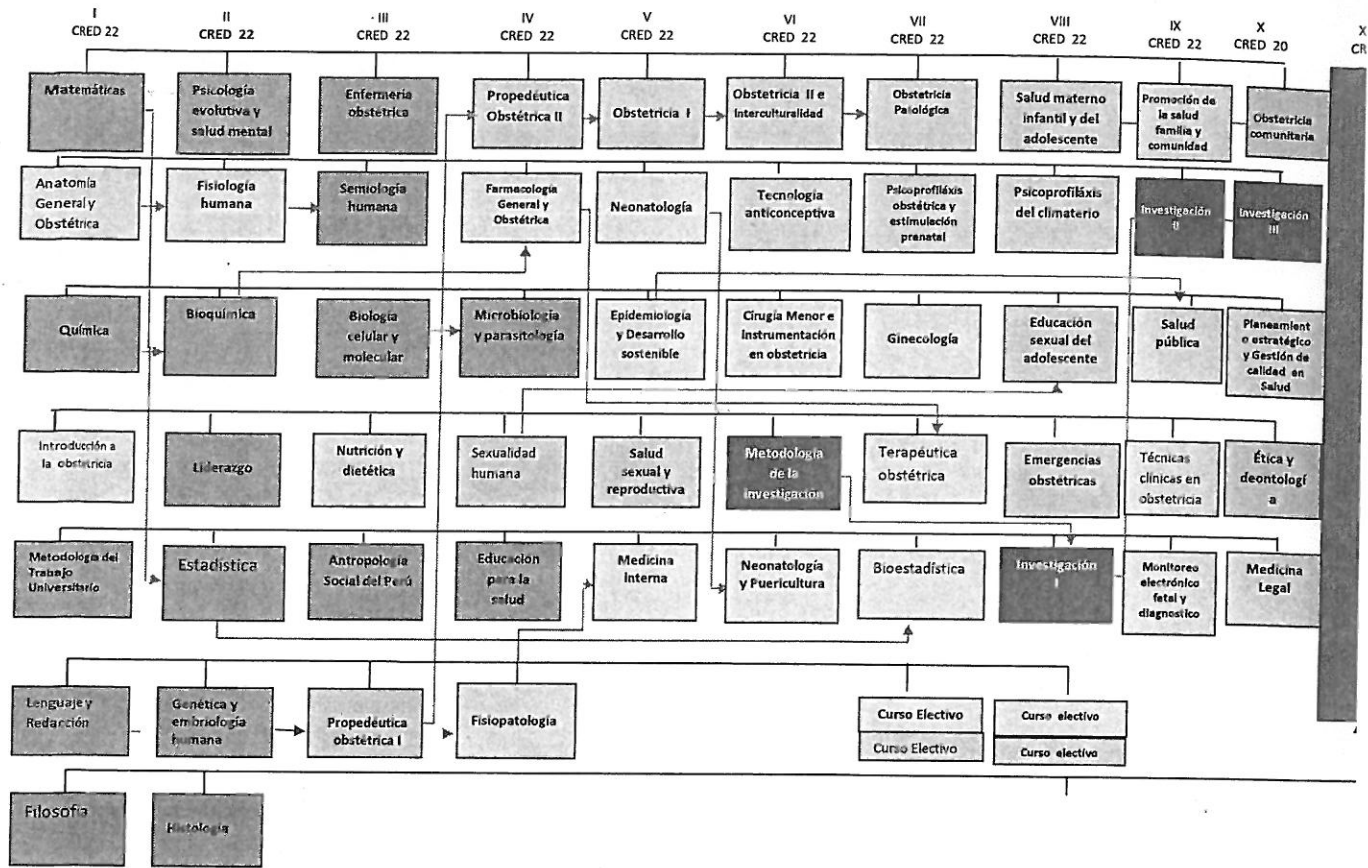 I
CRED 22
II
CRED 22
III
CRED 22
IV
CRED 22
V
CRED 22
VI
CRED 22
VII
CRED 22
VIII
CRED 22
IX
CRED 22
X
CRED 20
X
CR
Matemáticas
Psicología
evolutiva y
salud mental
Enfermería
obstétrica
Propedéutica
Obstétrica II
Obstetricia I
Obstetricia II e
Interculturalidad
Obstetricia
Patológica
Salud materno
infantil y del
adolescente
Promoción de
la salud
familia y
comunidad
Obstetricia
comunitaria
Anatomía
General y
Obstétrica
Fisiología
humana
Semiología
humana
Farmacología
General y
Obstétrica
Neonatología
Tecnología
anticonceptiva
Psicoprofiláxis
obstétrica y
estimulación
prenatal
Psicoprofiláxis
del climaterio
Investigación
II
Investigación
III
Química
Bioquímica
Biología
celular y
molecular
Microbiología
y parasitología
Epidemiología
y Desarrollo
sostenible
Cirugía Menor e
Instrumentación
en obstetricia
Ginecología
Educación
sexual del
adolescente
Salud
pública
Planeamient
o estratégico
y Gestión de
calidad en
Salud
Introducción a
la obstetricia
Liderazgo
Nutrición y
dietética
Sexualidad
humana
Salud
sexual y
reproductiva
Metodología
de la
investigación
Terapéutica
obstétrica
Emergencias
obstétricas
Técnicas
clínicas en
obstetricia
Ética y
deontologí
a
Metodología del
Trabajo
Universitario
Estadística
Antropología
Social del Perú
Educación
para la
salud
Medicina
Interna
Neonatología
y Puericultura
Bioestadística
Investigación
I
Monitoreo
electrónico
fetal y
diagnostico
Medicina
Legal
Lenguaje y
Redacción
Genética y
embriología
humana
Propedéutica
obstétrica I
Fisiopatología
Curso Electivo
Curso Electivo
Curso electivo
Curso electivo
Filosofía
Histología